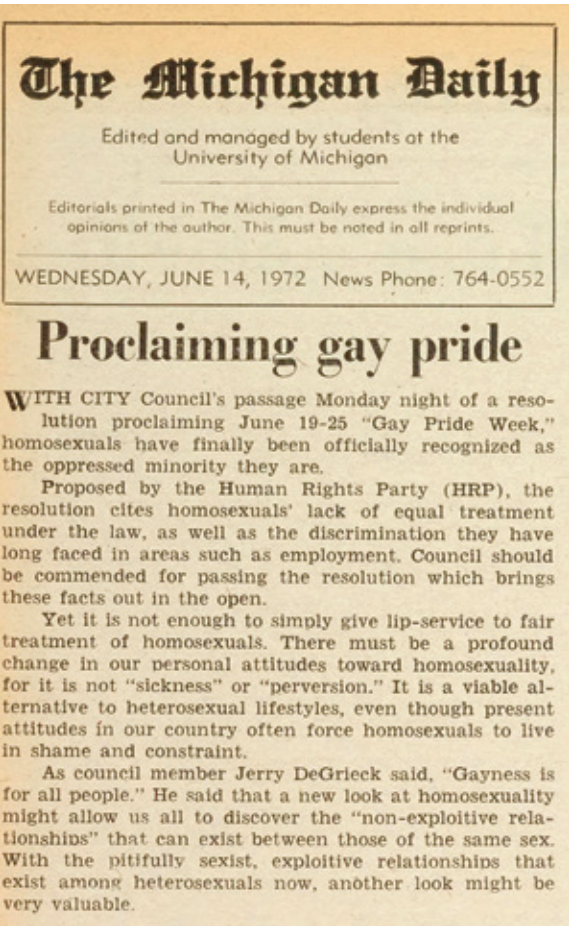 The Michigan Daily
Edited and managed by students at the
University of Michigan
Editorials printed in The Michigan Daily express the individual
opinions of the author. This must be noted in all reprints.
WEDNESDAY, JUNE 14, 1972 News Phone: 764-0552
Proclaiming gay pride
WITH CITY Council's passage Monday night of a reso-
lution proclaiming June 19-25 "Gay Pride Week,"
homosexuals have finally been officially recognized as
the oppressed minority they are.
Proposed by the Human Rights Party (HRP), the
resolution cites homosexuals' lack of equal treatment
under the law, as well as the discrimination they have
long faced in areas such as employment. Council should
be commended for passing the resolution which brings
these facts out in the open.
Yet it is not enough to simply give lip-service to fair
treatment of homosexuals. There must be a profound
change in our personal attitudes toward homosexuality,
for it is not "sickness" or "perversion." It is a viable al-
ternative to heterosexual lifestyles, even though present
attitudes in our country often force homosexuals to live
in shame and constraint.
As council member Jerry DeGrieck said, "Gayness is
for all people." He said that a new look at homosexuality
might allow us all to discover the "non-exploitive rela-
tionships" that can exist between those of the same sex.
With the pitifully sexist, exploitive relationships that
exist among heterosexuals now, another look might be
very valuable.